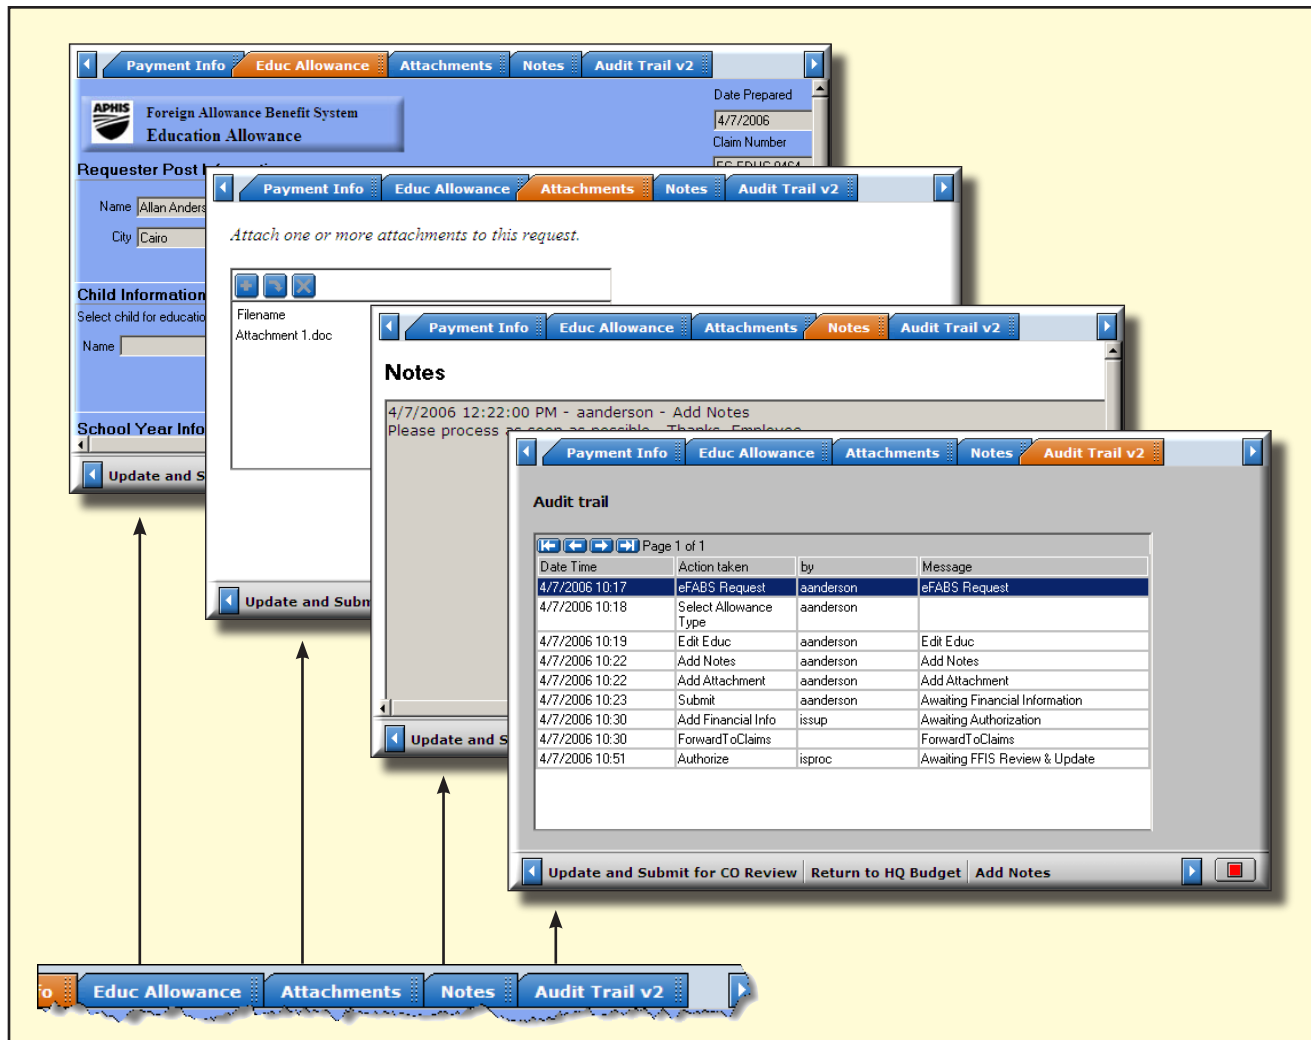 Payment Info Educ Allowance Attachments Notes Audit Trail v2
APHIS
Foreign Allowance Benefit System
Education Allowance
Date Prepared
4/7/2006
Claim Number
Requester Post
Name Allan Anders
City Cairo
Child Information
Select child for educatio
Name
School Year Info
Update and S
Payment Info Educ Allowance Attachments Notes Audit Trail v2
Attach one or more attachments to this request.
Filename
Attachment 1.doc
Update and Subm
Payment Info Educ Allowance Attachments Notes Audit Trail v2
Notes
4/7/2006 12:22:00 PM - aanderson - Add Notes
Please process as soon as possible. Thanks, Employee
Update and S
Payment Info Educ Allowance Attachments Notes Audit Trail v2
Audit trail
Page 1 of 1
Date Time Action taken by Message
4/7/2006 10:17 eFABS Request aanderson eFABS Request
4/7/2006 10:18 Select Allowance Type aanderson
4/7/2006 10:19 Edit Educ aanderson Edit Educ
4/7/2006 10:22 Add Notes aanderson Add Notes
4/7/2006 10:22 Add Attachment aanderson Add Attachment
4/7/2006 10:23 Submit aanderson Awaiting Financial Information
4/7/2006 10:30 Add Financial Info issup Awaiting Authorization
4/7/2006 10:30 ForwardToClaims ForwardToClaims
4/7/2006 10:51 Authorize isproc Awaiting FFIS Review & Update
Update and Submit for CO Review Return to HQ Budget Add Notes
o Educ Allowance Attachments Notes Audit Trail v2